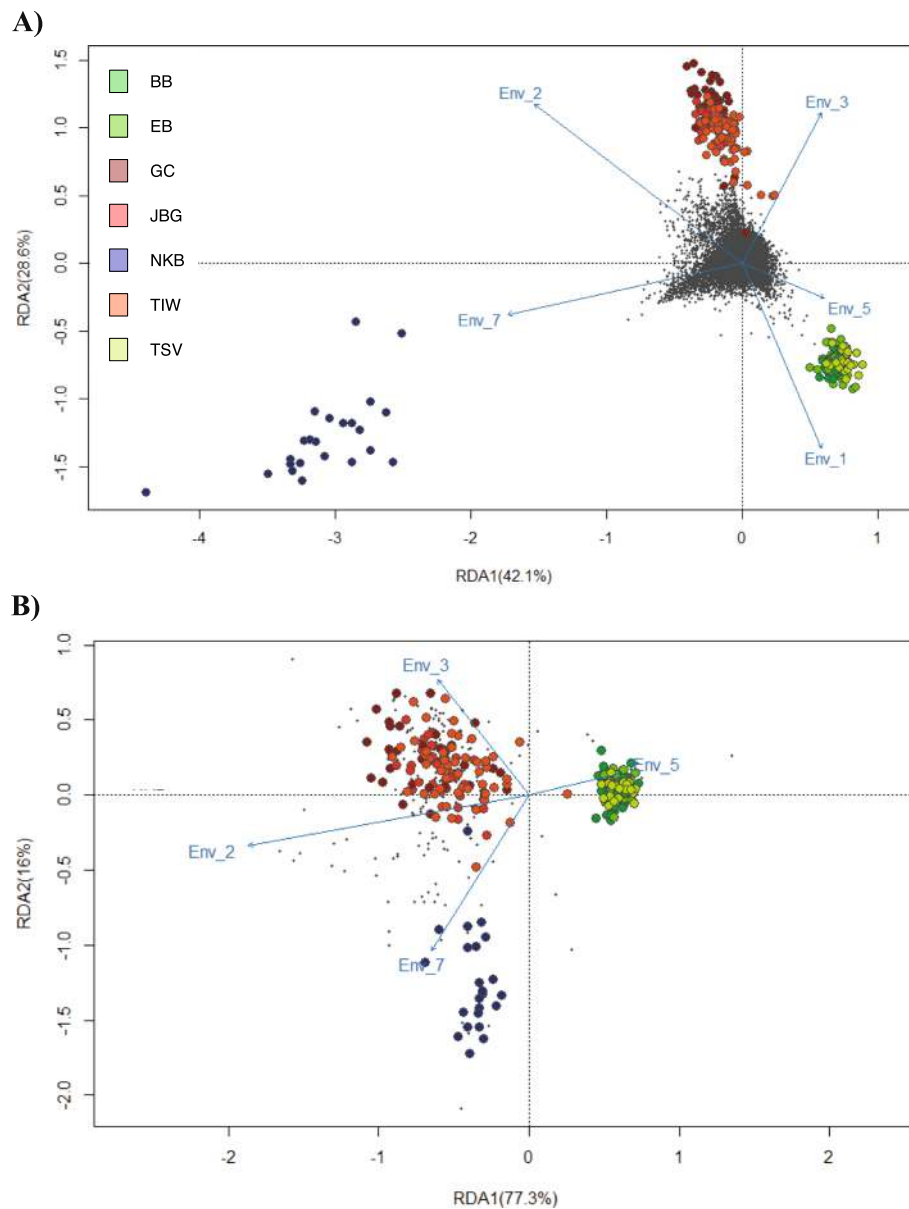 A)
BB
EB
GC
JBG
NKB
TIW
TSV
Env_2
Env_3
Env_7
Env_5
Env_1
1.5
1.0
0.5
0.0
-0.5
-1.0
-1.5
RDA2(28.6%)
-4 -3 -2 -1 0 1
RDA1(42.1%)
B)
Env_3
Env_5
Env_2
Env_7
1.0
0.5
0.0
-0.5
-1.0
-1.5
-2.0
RDA2(16%)
-2 -1 0 1 2
RDA1(77.3%)